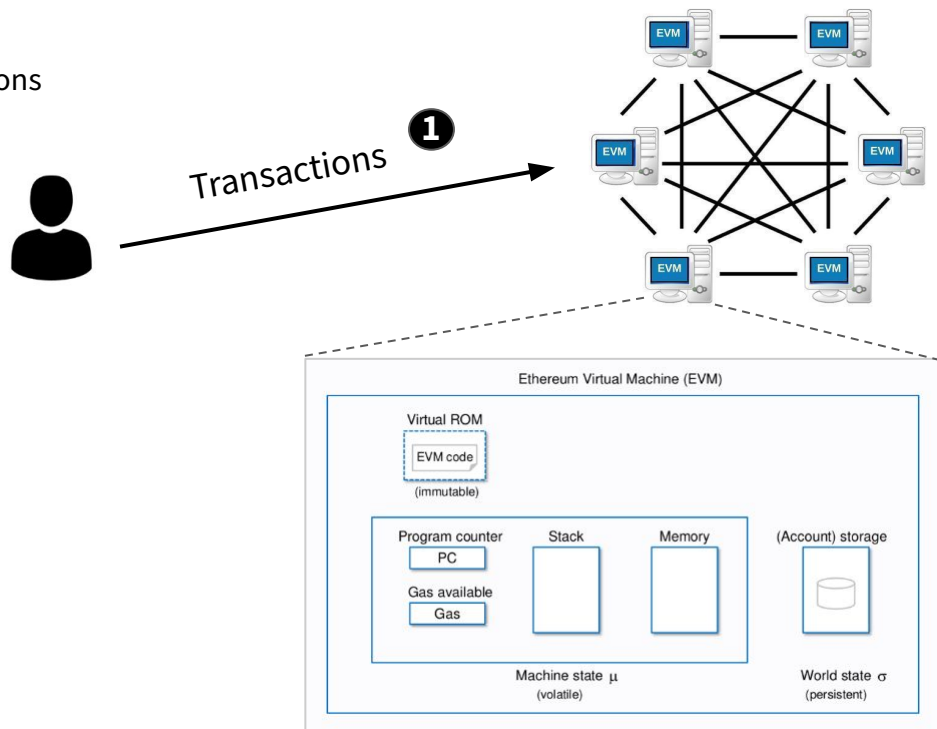 EVM EVM
ons
1
Transactions
EVM EVM
EVM EVM
Ethereum Virtual Machine (EVM)
Virtual ROM
EVM code
(immutable)
Program counter Stack Memory (Account) storage
PC
Gas available
Gas
Machine state μ World state σ
(volatile) (persistent)